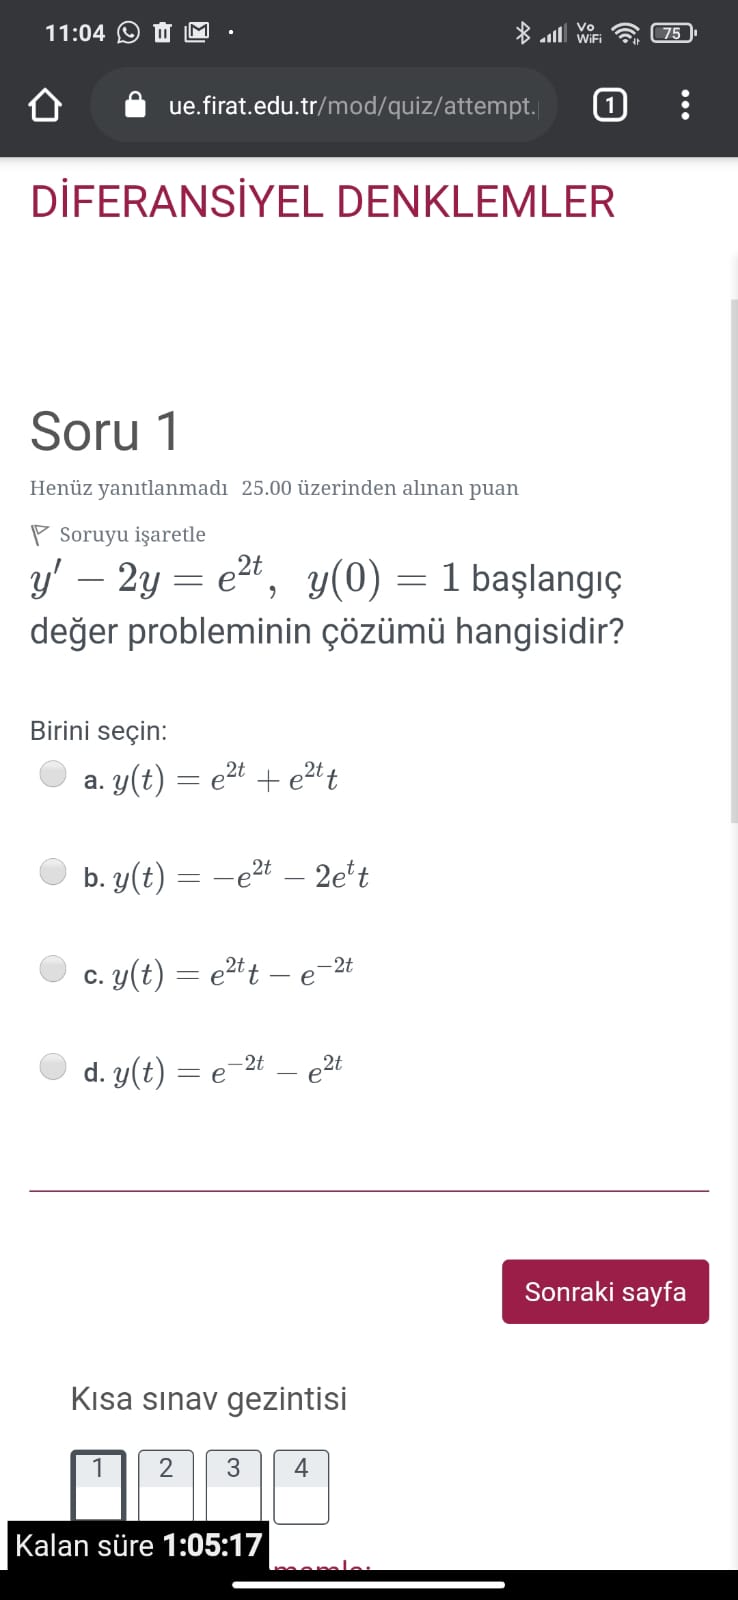 11:04
Vo
WiFi
75
ue.firat.edu.tr/mod/quiz/attempt.
1
DİFERANSİYEL DENKLEMLER
Soru 1
Henüz yanıtlanmadı 25.00 üzerinden alınan puan
Soruyu işaretle
y′ − 2y = e^{2t}, y(0) = 1 başlangıç
değer probleminin çözümü hangisidir?
Birini seçin:
a. y(t) = e^{2t} + e^{2t}t
b. y(t) = −e^{2t} − 2e^{t}t
c. y(t) = e^{2t}t − e^{−2t}
d. y(t) = e^{−2t} − e^{2t}
Sonraki sayfa
Kısa sınav gezintisi
1 2 3 4
Kalan süre 1:05:17